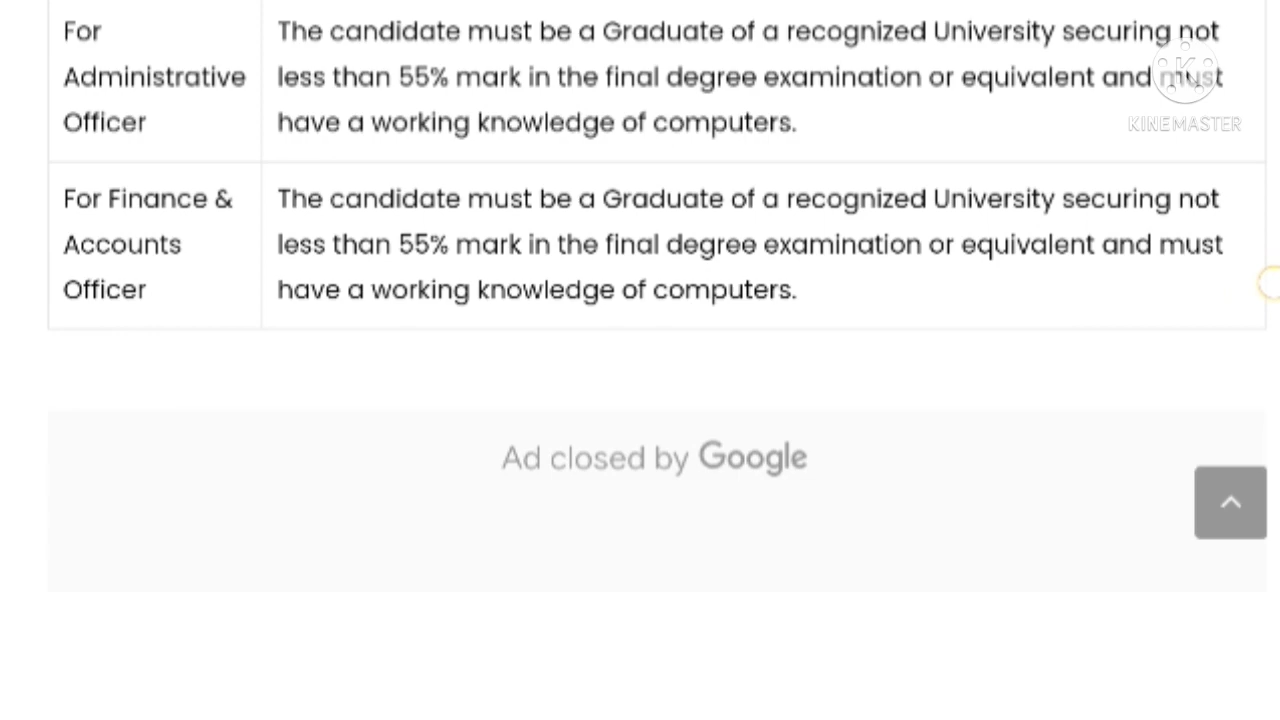 For
Administrative
Officer
The candidate must be a Graduate of a recognized University securing not
less than 55% mark in the final degree examination or equivalent and must
have a working knowledge of computers.
KINEMASTER
For Finance &
Accounts
Officer
The candidate must be a Graduate of a recognized University securing not
less than 55% mark in the final degree examination or equivalent and must
have a working knowledge of computers.
Ad closed by Google